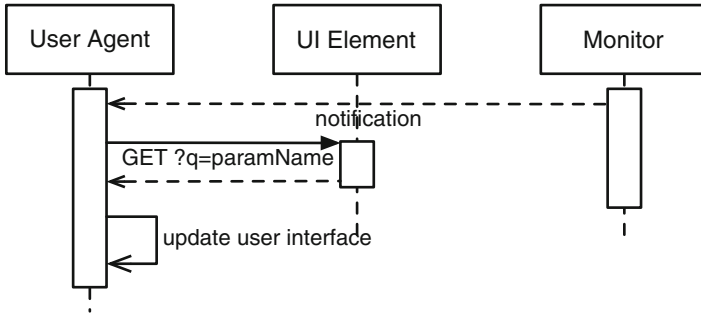 User Agent
UI Element
Monitor
notification
GET ?q=paramName
update user interface